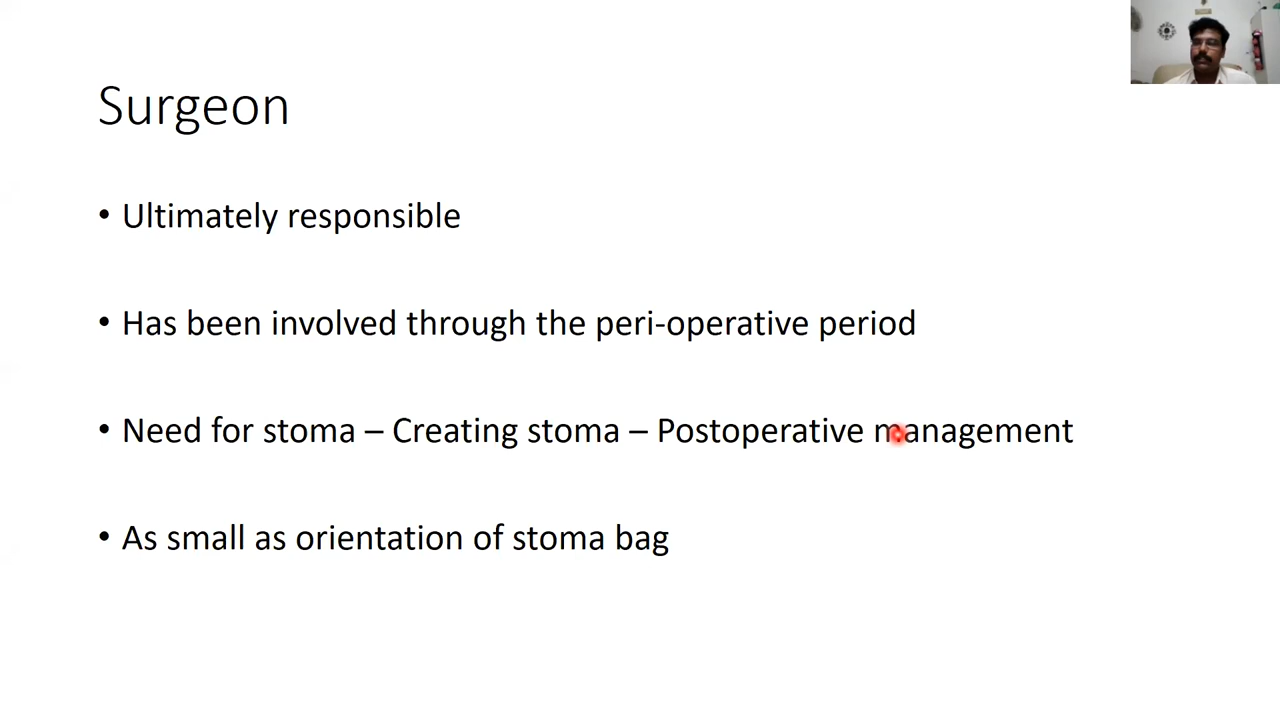 Surgeon
• Ultimately responsible
• Has been involved through the peri-operative period
• Need for stoma – Creating stoma – Postoperative management
• As small as orientation of stoma bag